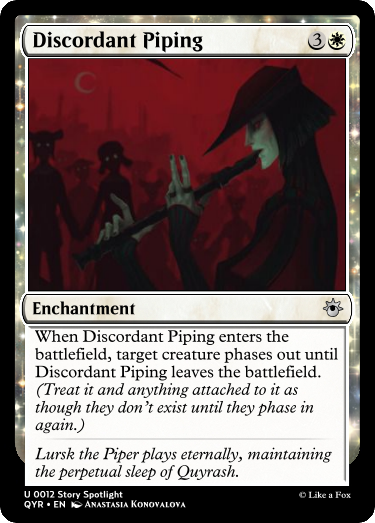 Discordant Piping 3
Enchantment
When Discordant Piping enters the
battlefield, target creature phases out until
Discordant Piping leaves the battlefield.
(Treat it and anything attached to it as
though they don't exist until they phase in
again.)
Lursk the Piper plays eternally, maintaining
the perpetual sleep of Quyrash.
U 0012 Story Spotlight
QYR • EN Anastasia Konovalova © Like a Fox